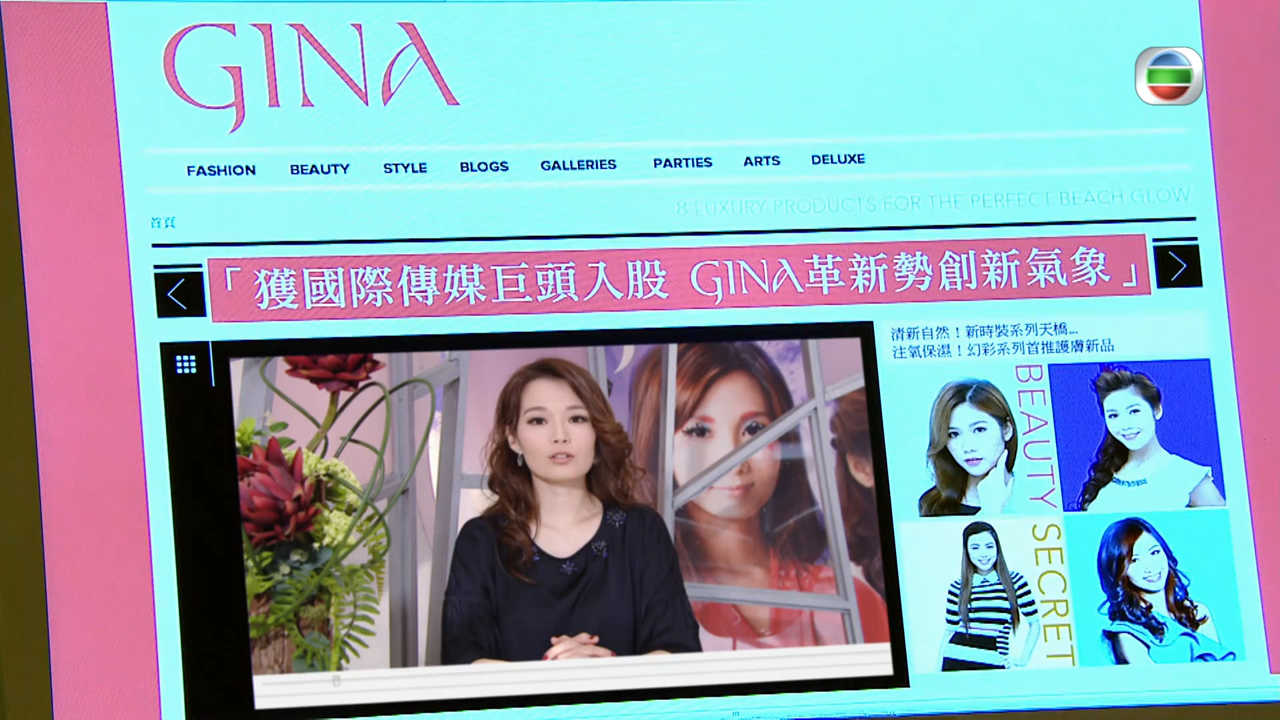 GINA
FASHION BEAUTY STYLE BLOGS GALLERIES PARTIES ARTS DELUXE
8 LUXURY PRODUCTS FOR THE PERFECT BEACH GLOW
首頁
「獲國際傳媒巨頭入股 GINA革新勢創新氣象」
清新自然！新時裝系列天橋...
注氧保濕！幻彩系列首推護膚新品
BEAUTY
SECRET